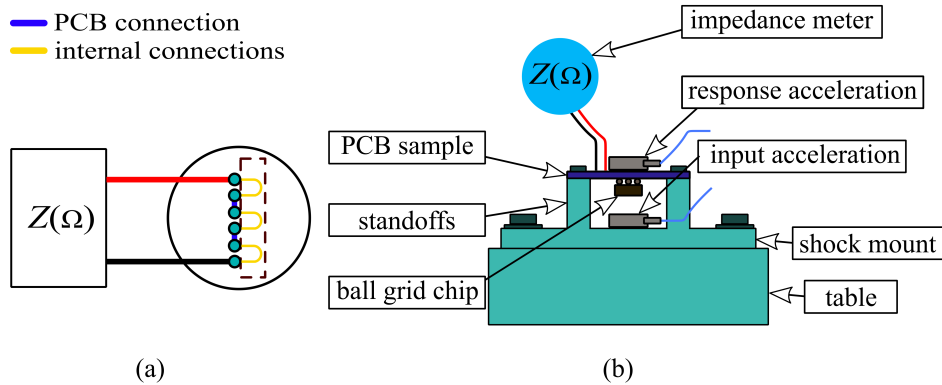 PCB connection
internal connections
Z(Ω)
(a)
impedance meter
Z(Ω)
response acceleration
PCB sample
input acceleration
standoffs
shock mount
ball grid chip
table
(b)